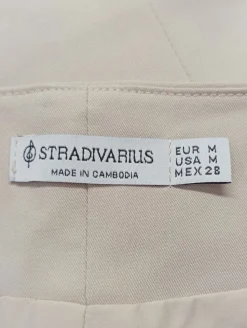 STRADIVARIUS
MADE IN CAMBODIA
EUR M
USA M
MEX 28